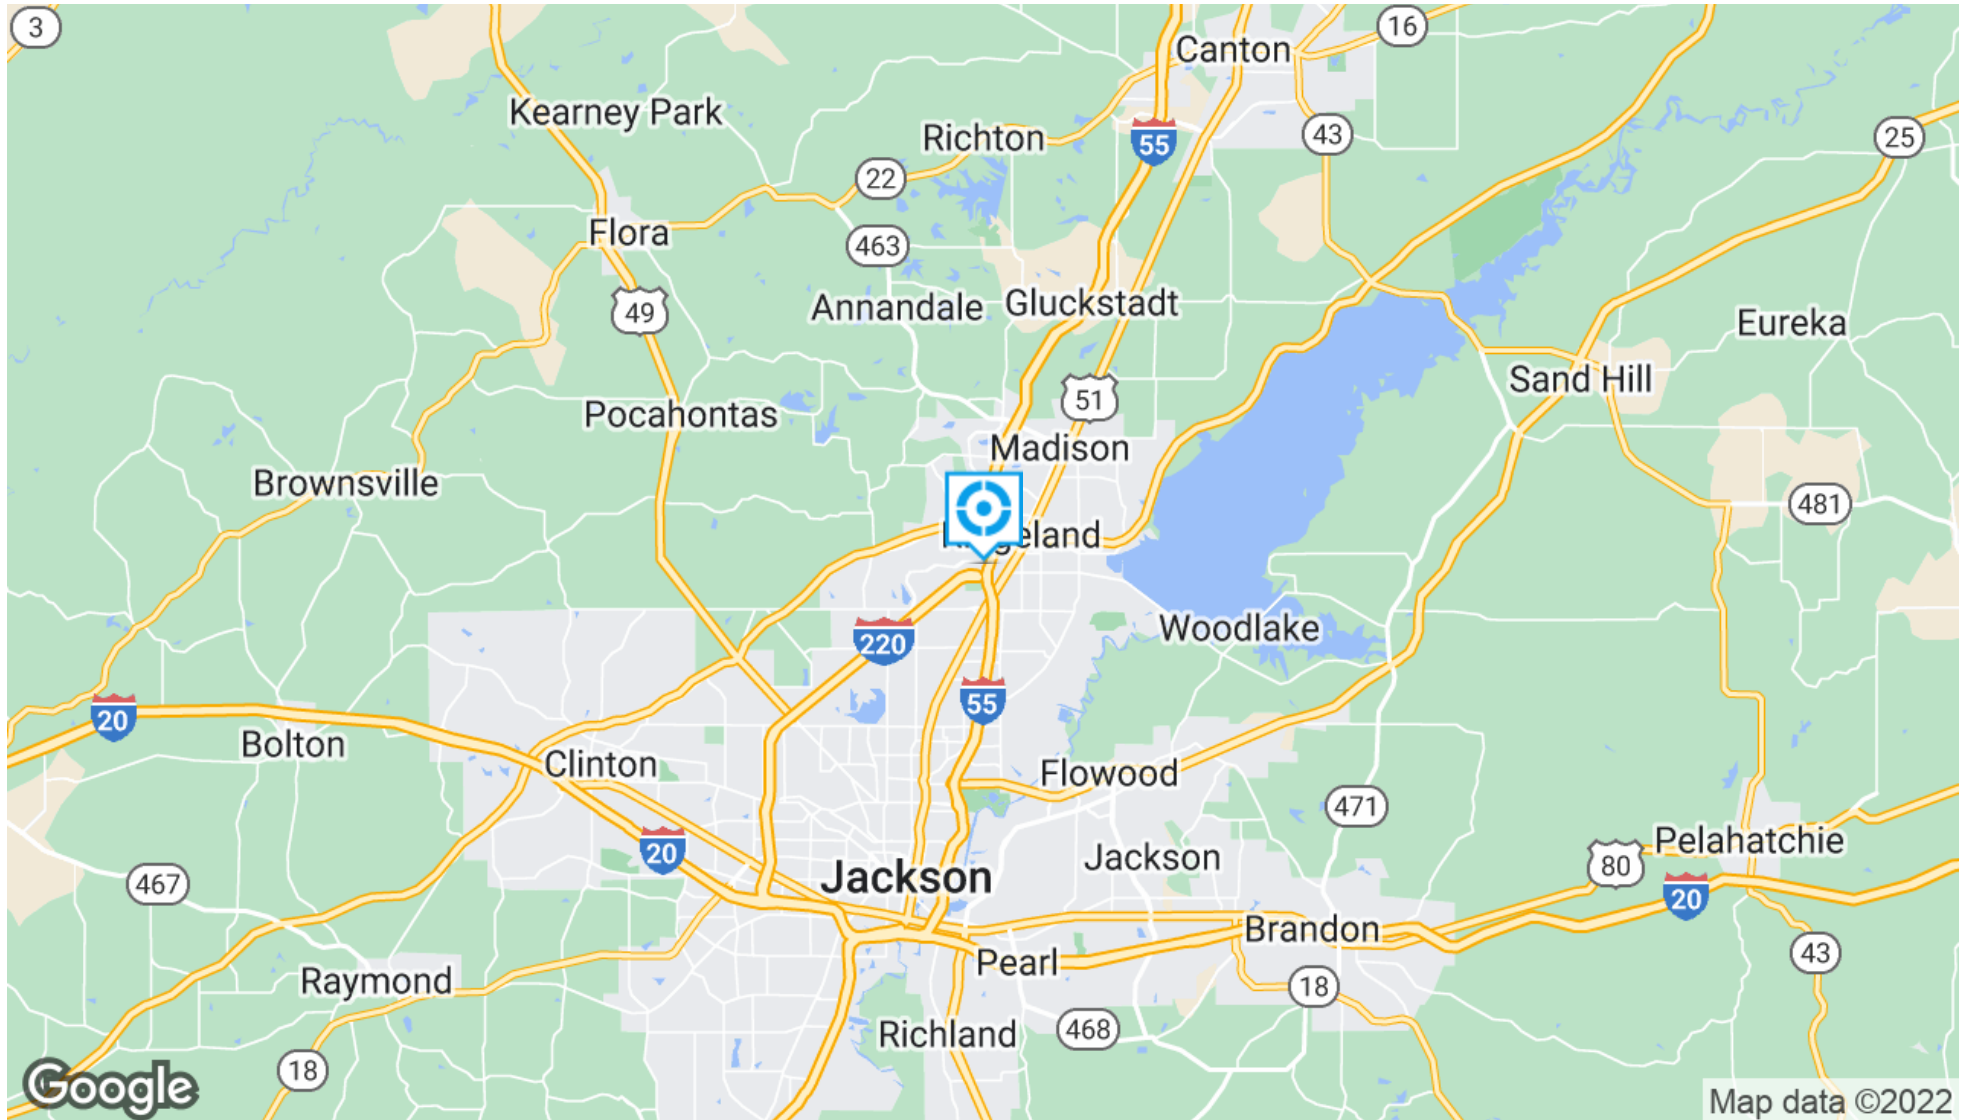 3
16
Canton
Kearney Park
Richton
55
43
25
22
Flora
463
49
Annandale
Gluckstadt
Eureka
51
Sand Hill
Pocahontas
Madison
Brownsville
481
Woodlake
220
55
20
Bolton
Clinton
Flowood
471
20
Pelahatchie
80
Jackson
Jackson
467
20
Brandon
Pearl
43
Raymond
18
Richland
468
18
Google
Map data ©2022